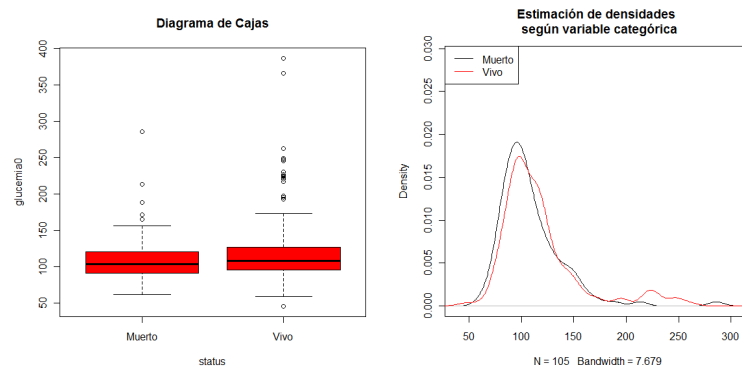 Diagrama de Cajas
400
350
300
250
200
150
100
50
glucemia0
Muerto
Vivo
status
Estimación de densidades
según variable categórica
Muerto
Vivo
0.030
0.025
0.020
0.015
0.010
0.005
0.000
Density
50
100
150
200
250
300
N = 105 Bandwidth = 7.679